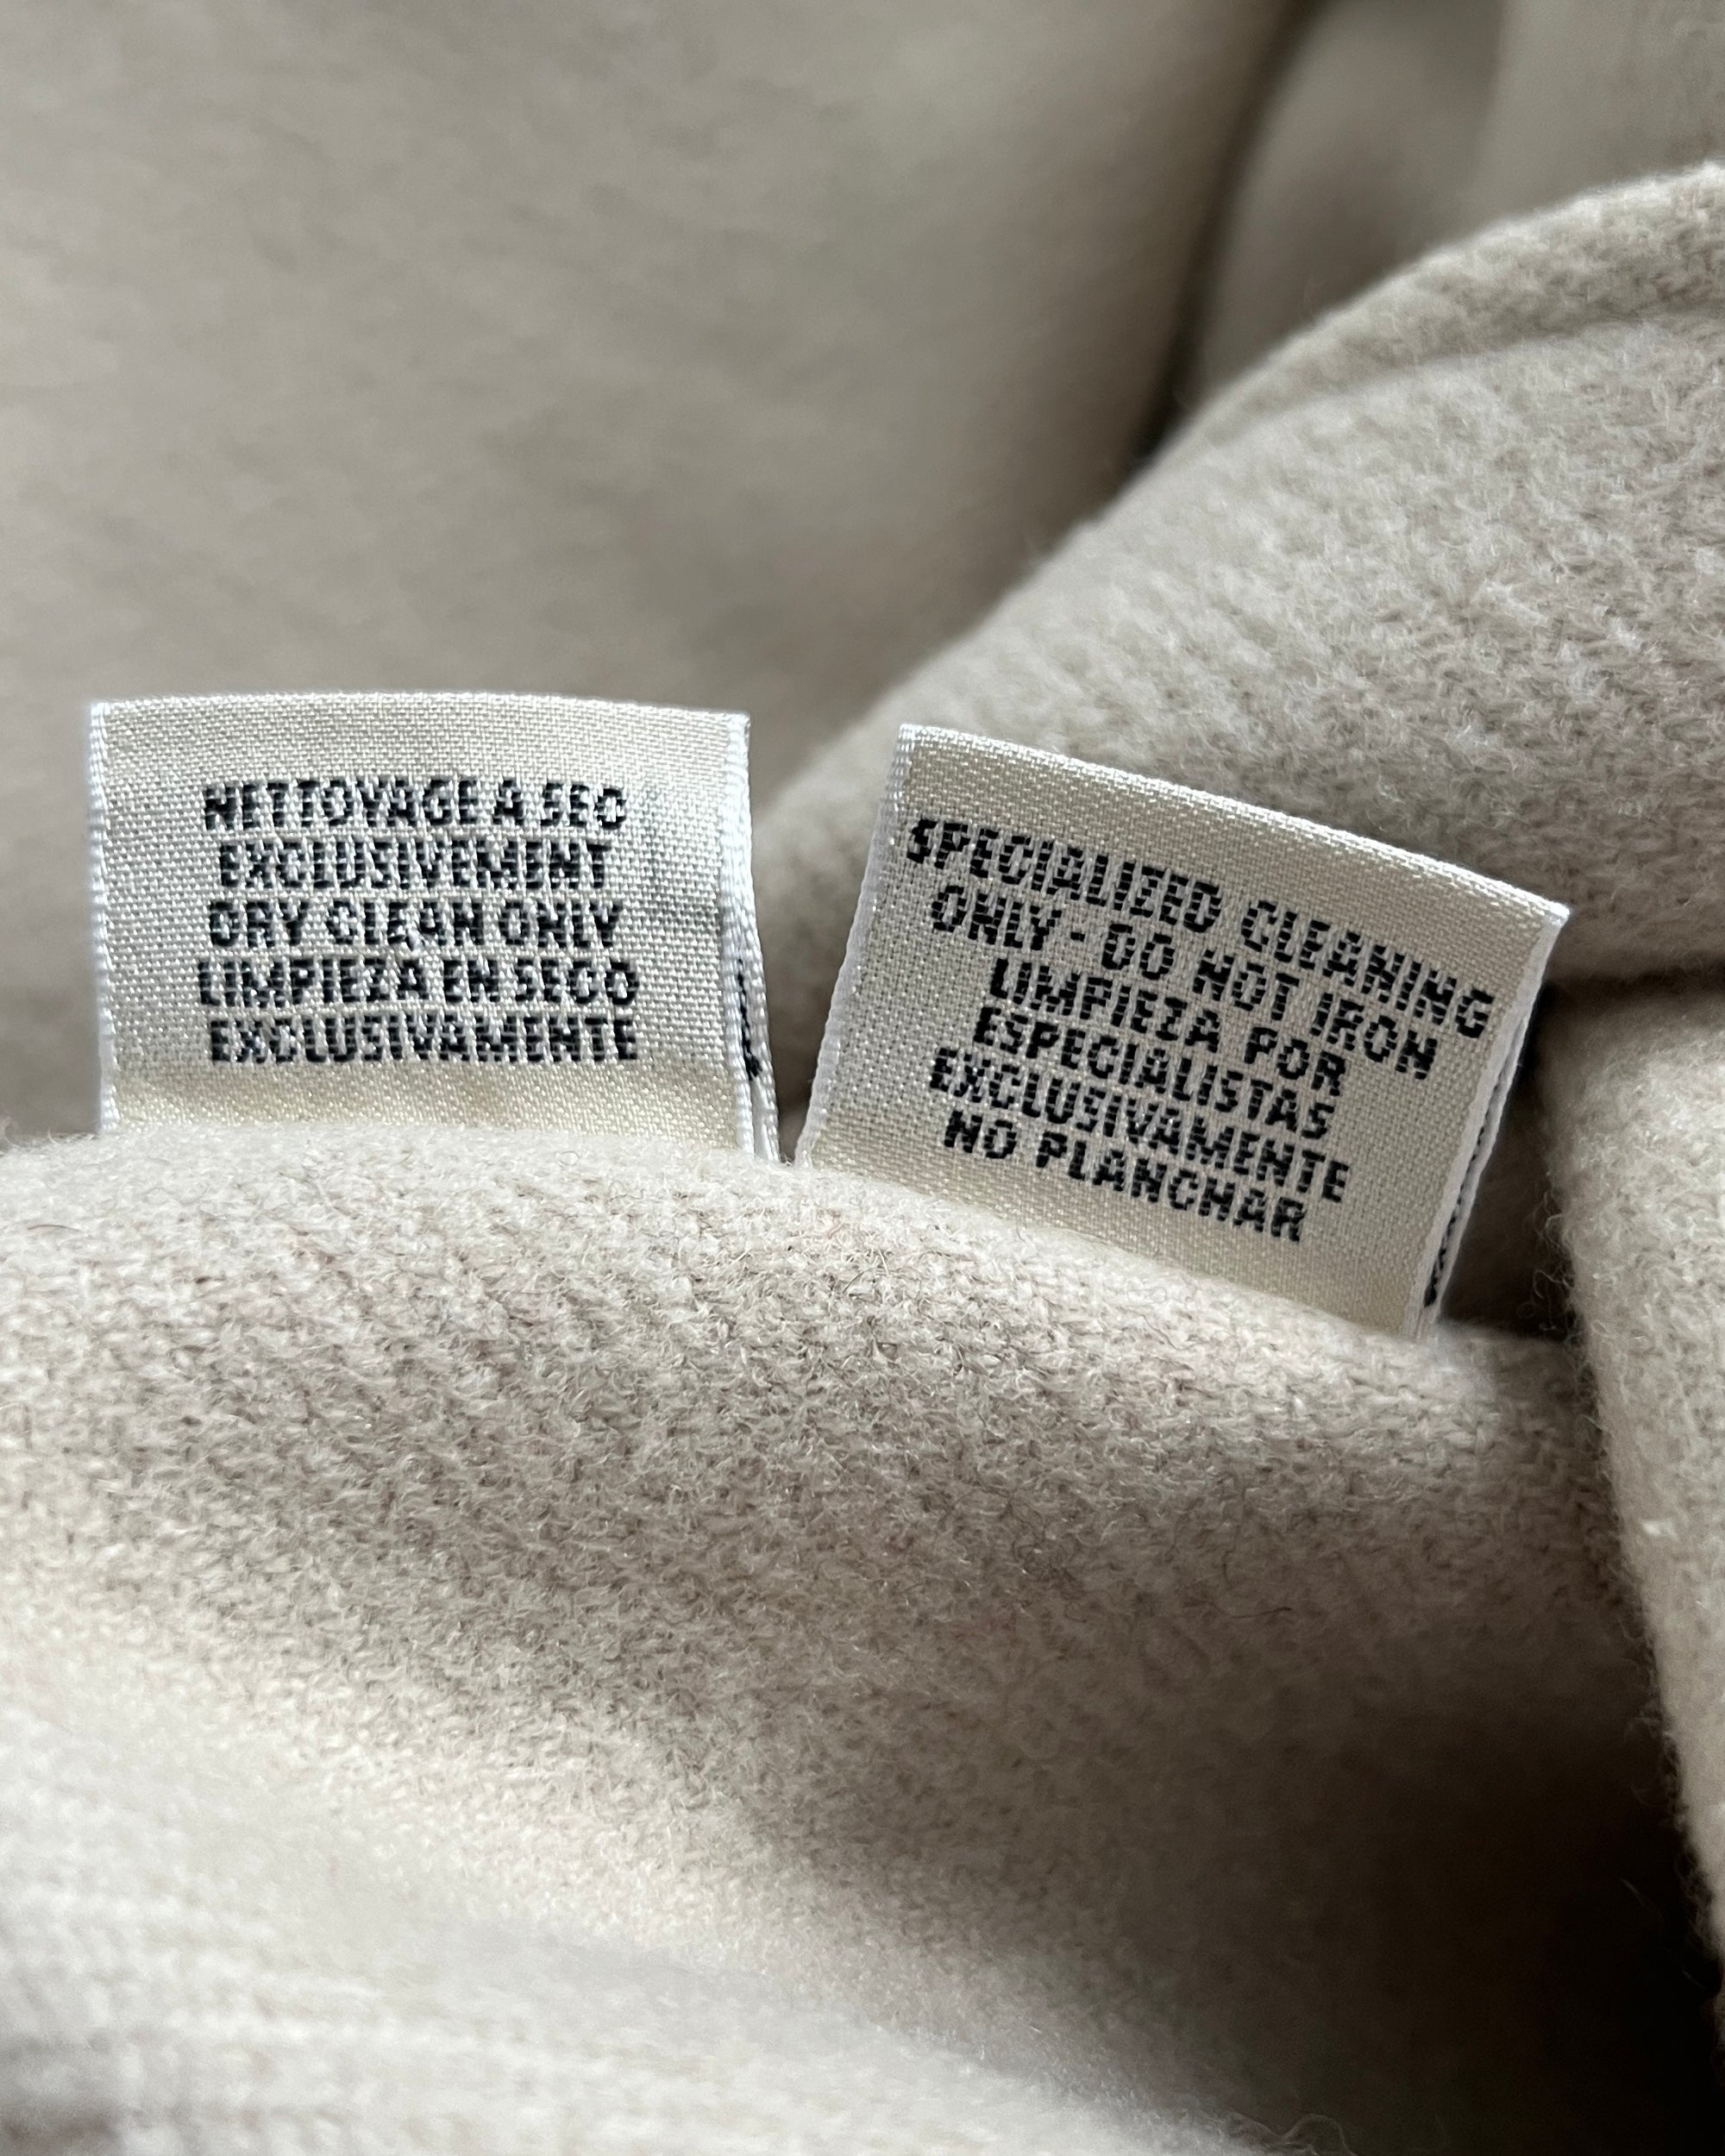 NETTOYAGE A SEC
EXCLUSIVEMENT
DRY CLEAN ONLY
LIMPIEZA EN SECO
EXCLUSIVAMENTE
SPECIALIZED CLEANING
ONLY - DO NOT IRON
LIMPIEZA POR
ESPECIALISTAS
EXCLUSIVAMENTE
NO PLANCHAR